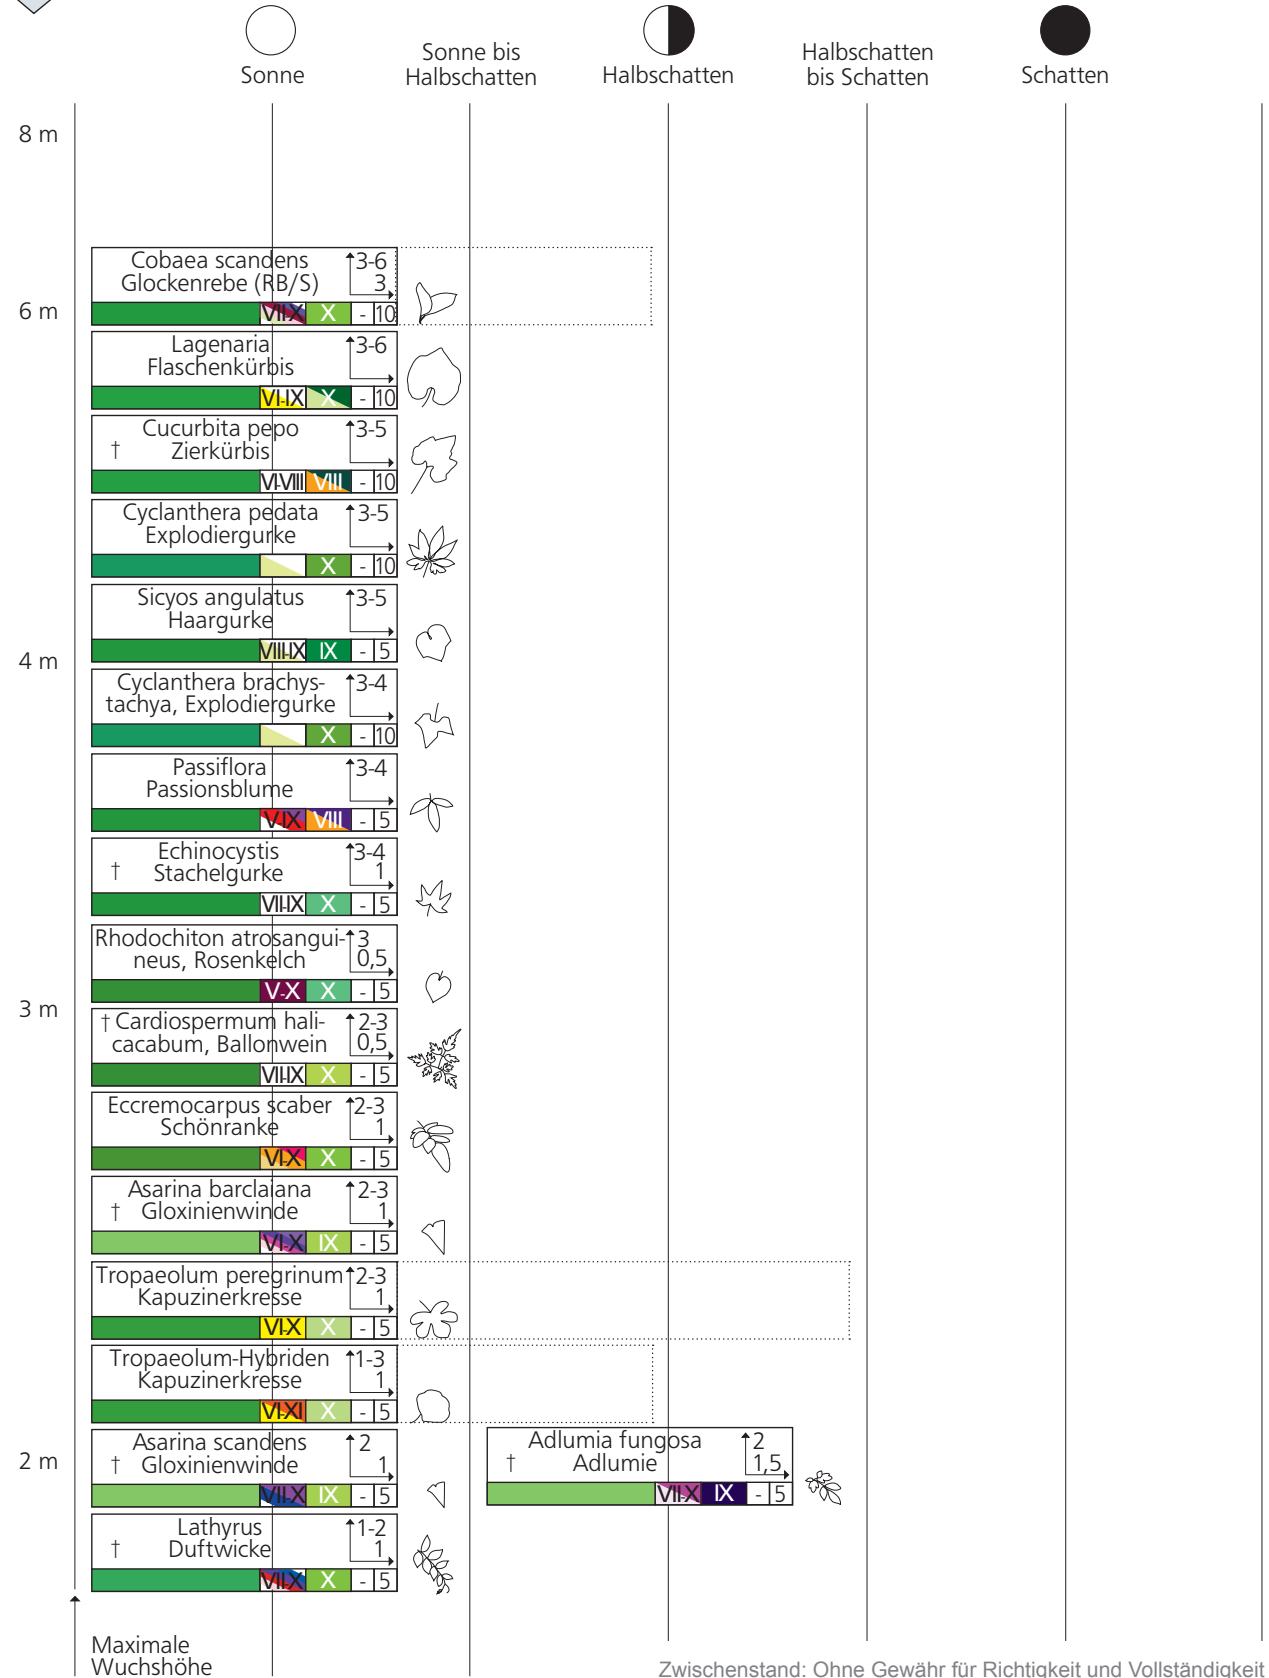 Sonne
Sonne bis
Halbschatten
Halbschatten
Halbschatten
bis Schatten
Schatten
8 m
Cobaea scandens
Glockenrebe (RB/S)
3-6
3
VII-X X - 10
6 m
Lagenaria
Flaschenkürbis
3-6
VI-IX X - 10
Cucurbita pepo
† Zierkürbis
3-5
VI-VIII VIII - 10
Cyclanthera pedata
Explodiergurke
3-5
X - 10
Sicyos angulatus
Haargurke
3-5
VIII-IX IX - 5
4 m
Cyclanthera brachys-
tachya, Explodiergurke
3-4
X - 10
Passiflora
Passionsblume
3-4
V-IX VIII - 5
Echinocystis
† Stachelgurke
3-4
1
VII-IX X - 5
Rhodochiton atrosangui-
neus, Rosenkelch
3
0,5
V-X X - 5
3 m
† Cardiospermum hali-
cacabum, Ballonwein
2-3
0,5
VII-IX X - 5
Eccremocarpus scaber
Schönranke
2-3
1
VI-X X - 5
Asarina barclaiana
† Gloxinienwinde
2-3
1
VI-X IX - 5
Tropaeolum peregrinum
Kapuzinerkresse
2-3
1
VI-X X - 5
Tropaeolum-Hybriden
Kapuzinerkresse
1-3
1
VI-XI X - 5
2 m
Asarina scandens
† Gloxinienwinde
2
1
VII-X IX - 5
Adlumia fungosa
† Adlumie
2
1,5
VII-X IX - 5
Lathyrus
† Duftwicke
1-2
1
VII-X X - 5
Maximale
Wuchshöhe
Zwischenstand: Ohne Gewähr für Richtigkeit und Vollständigkeit